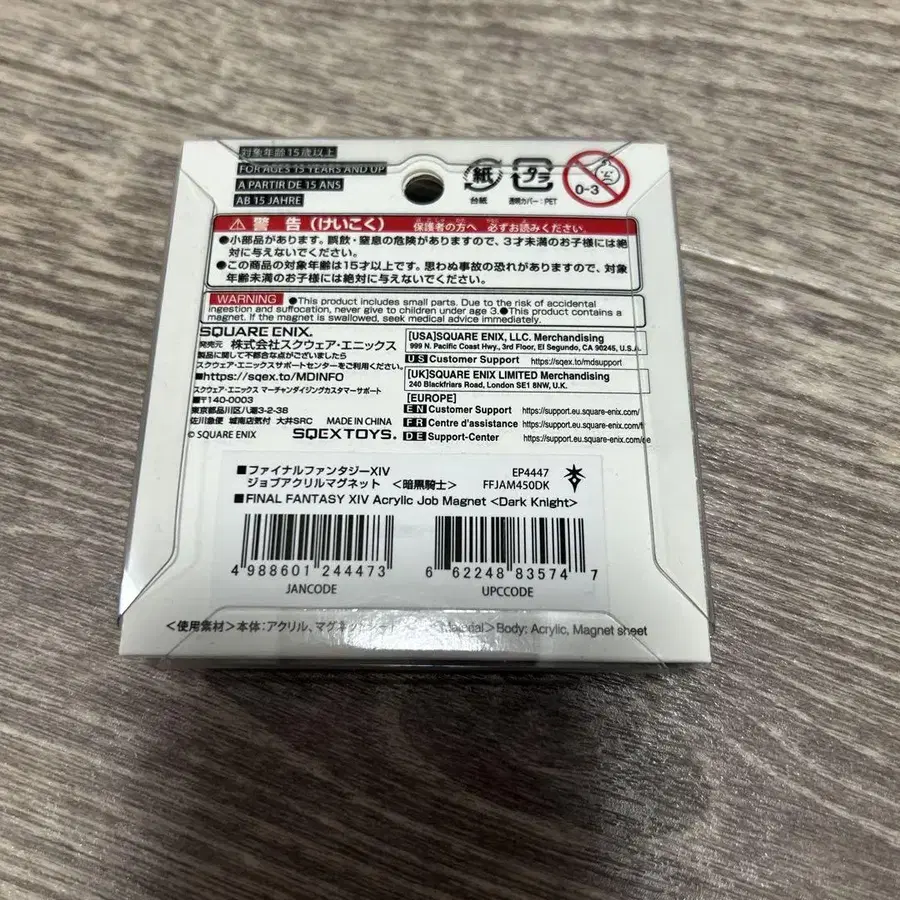 対象年齢15歳以上
FOR AGES 15 YEARS AND UP
A PARTIR DE 15 ANS
AB 15 JAHRE
紙
台紙
プラ
透明カバー:PET
0-3
警告(けいこく) 保護者の方へ 必ずお読みください。
●小部品があります。誤飲・窒息の危険がありますので、3才未満のお子様には絶
対に与えないでください。
●この商品の対象年齢は15才以上です。思わぬ事故の恐れがありますので、対象
年齢未満のお子様には絶対に与えないでください。
WARNING ●This product includes small parts. Due to the risk of accidental
ingestion and suffocation, never give to children under age 3.●This product contains a
magnet. If the magnet is swallowed, seek medical advice immediately.
SQUARE ENIX.
発売元 株式会社スクウェア・エニックス
製品に関して不都合な点がございましたら
スクウェア・エニックスサポートセンターをご利用ください。
■https://sqex.to/MDINFO
スクウェア・エニックス マーチャンダイジングカスタマーサポート
■〒140-0003
東京都品川区八潮3-2-38
佐川急便 城南店気付 大井SRC MADE IN CHINA
© SQUARE ENIX SQEXTOYS.
[USA]SQUARE ENIX, LLC. Merchandising
999 N. Pacific Coast Hwy., 3rd Floor, El Segundo, CA 90245, U.S.A.
US Customer Support https://sqex.to/mdsupport
[UK]SQUARE ENIX LIMITED Merchandising
240 Blackfriars Road, London SE1 8NW, U.K.
[EUROPE]
EN Customer Support https://support.eu.square-enix.com/
FR Centre d'assistance https://support.eu.square-enix.com/f
DE Support-Center https://support.eu.square-enix.com/de
■ファイナルファンタジーXIV EP4447
ジョブアクリルマグネット <暗黒騎士> FFJAM450DK
■FINAL FANTASY XIV Acrylic Job Magnet <Dark Knight>
4 988601 244473
JANCODE
6 62248 83574 7
UPCCODE
<使用素材>本体:アクリル、マグネット Body: Acrylic, Magnet sheet